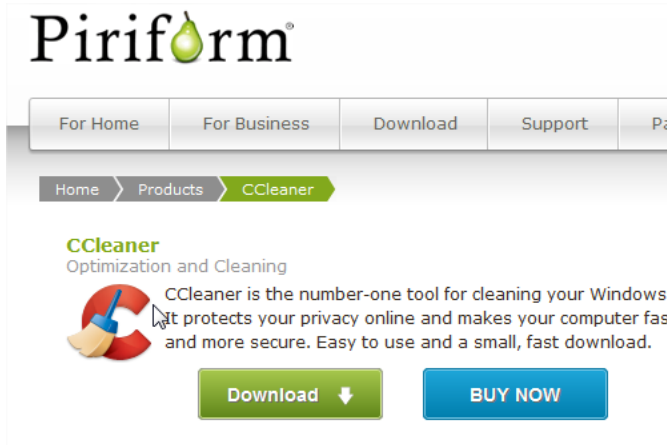 Piriform®
For Home For Business Download Support Pa
Home Products CCleaner
CCleaner
Optimization and Cleaning
CCleaner is the number-one tool for cleaning your Windows
It protects your privacy online and makes your computer fas
and more secure. Easy to use and a small, fast download.
Download BUY NOW